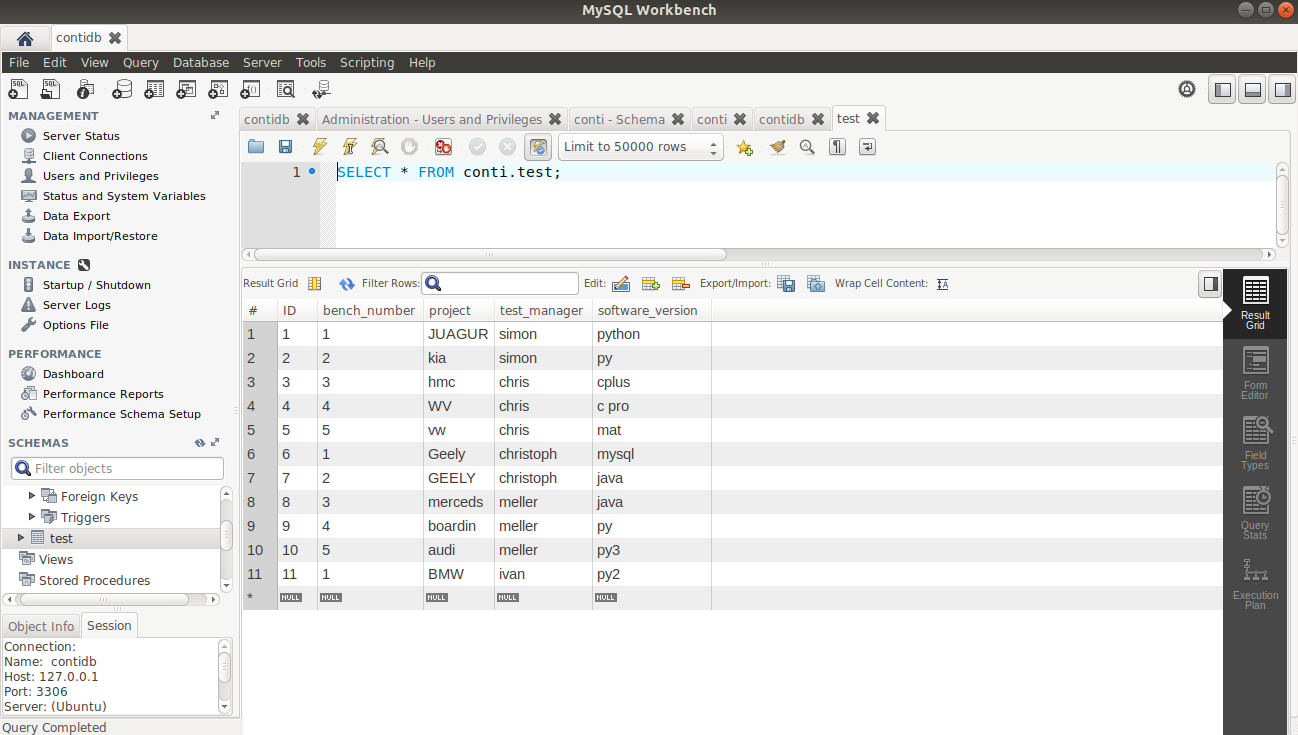 MySQL Workbench
contidb
File Edit View Query Database Server Tools Scripting Help
MANAGEMENT
Server Status
Client Connections
Users and Privileges
Status and System Variables
Data Export
Data Import/Restore
INSTANCE
Startup / Shutdown
Server Logs
Options File
PERFORMANCE
Dashboard
Performance Reports
Performance Schema Setup
SCHEMAS
Filter objects
Foreign Keys
Triggers
test
Views
Stored Procedures
Object Info Session
Connection:
Name: contidb
Host: 127.0.0.1
Port: 3306
Server: (Ubuntu)
Query Completed
contidb Administration - Users and Privileges conti - Schema conti contidb test
Limit to 50000 rows
1 SELECT * FROM conti.test;
Result Grid Filter Rows: Edit: Export/Import: Wrap Cell Content:
# ID bench_number project test_manager software_version
1 1 1 JUAGUR simon python
2 2 2 kia simon py
3 3 3 hmc chris cplus
4 4 4 WV chris c pro
5 5 5 vw chris mat
6 6 1 Geely christoph mysql
7 7 2 GEELY christoph java
8 8 3 merceds meller java
9 9 4 boardin meller py
10 10 5 audi meller py3
11 11 1 BMW ivan py2
* NULL NULL NULL NULL NULL
Result
Grid
Form
Editor
Field
Types
Query
Stats
Execution
Plan